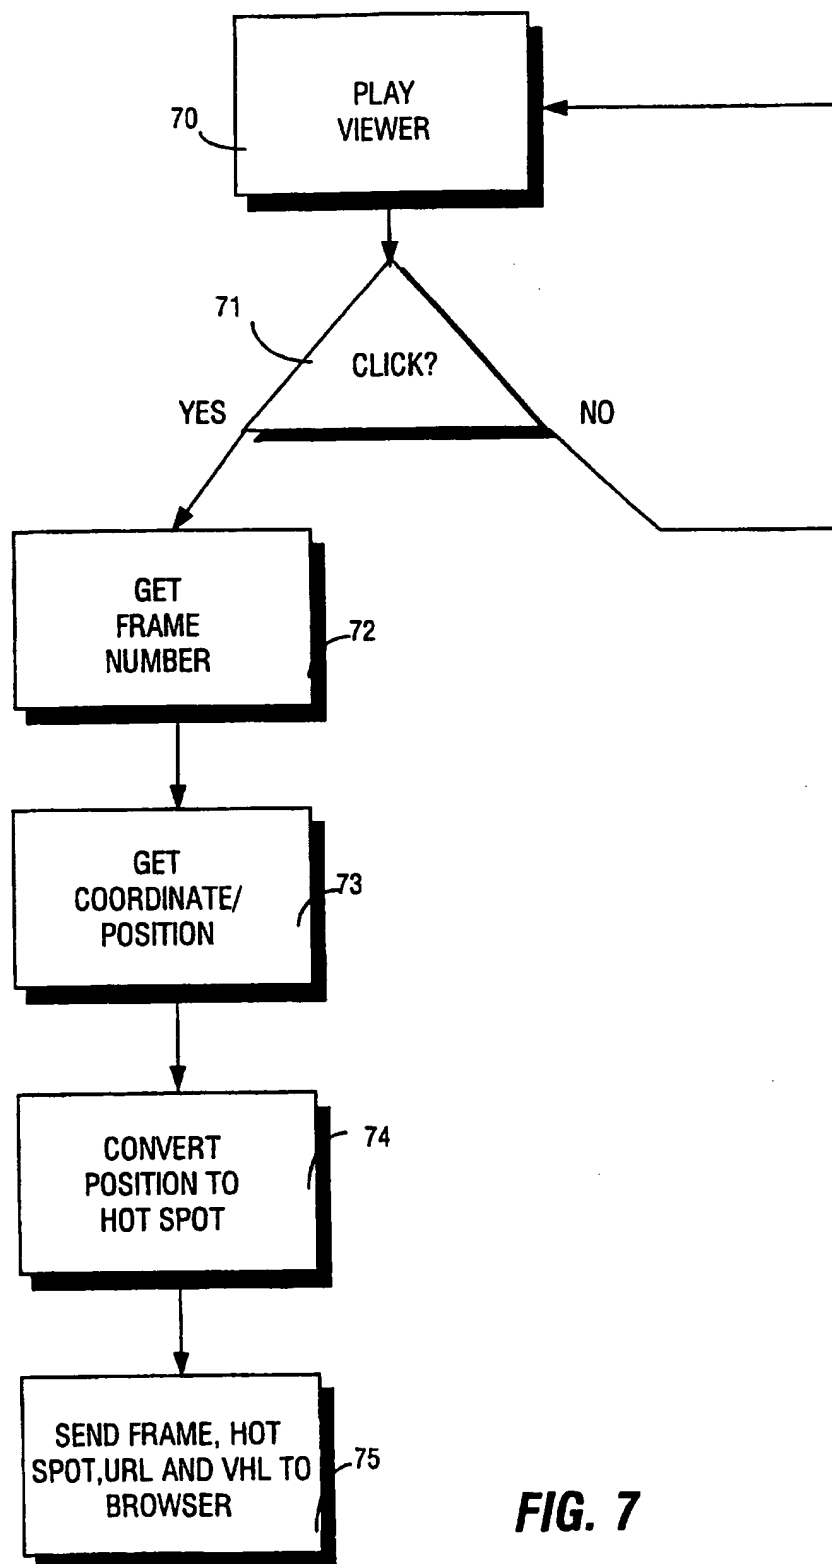 PLAY
VIEWER
70
71
CLICK?
YES
NO
GET
FRAME
NUMBER
72
GET
COORDINATE/
POSITION
73
CONVERT
POSITION TO
HOT SPOT
74
SEND FRAME, HOT
SPOT,URL AND VHL TO
BROWSER
75
FIG. 7